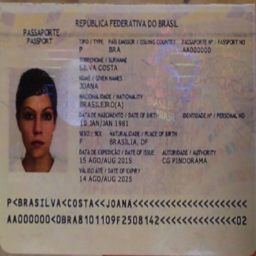 REPÚBLICA FEDERATIVA DO BRASIL
PASSAPORTE
PASSPORT
TIPO / TYPE PAÍS EMISSOR / ISSUING COUNTRY PASSAPORTE Nº / PASSPORT NO
P BRA AA000000
SOBRENOME / SURNAME
SILVA COSTA
NOME / GIVEN NAMES
JOANA
NACIONALIDADE / NATIONALITY
BRASILEIRO(A)
DATA DE NASCIMENTO / DATE OF BIRTH IDENTIDADE Nº / PERSONAL NO
10 JAN/JAN 1981
SEXO / SEX NATURALIDADE / PLACE OF BIRTH
F BRASÍLIA, DF
DATA DE EXPEDIÇÃO / DATE OF ISSUE AUTORIDADE / AUTHORITY
15 AGO/AUG 2015 CG PINDORAMA
VÁLIDO ATÉ / DATE OF EXPIRY
14 AGO/AUG 2025
P<BRASILVA<COSTA<<JOANA<<<<<<<<<<<<<<<<<<<<<
AA000000<0BRA8101109F2508142<<<<<<<<<<<<<<02